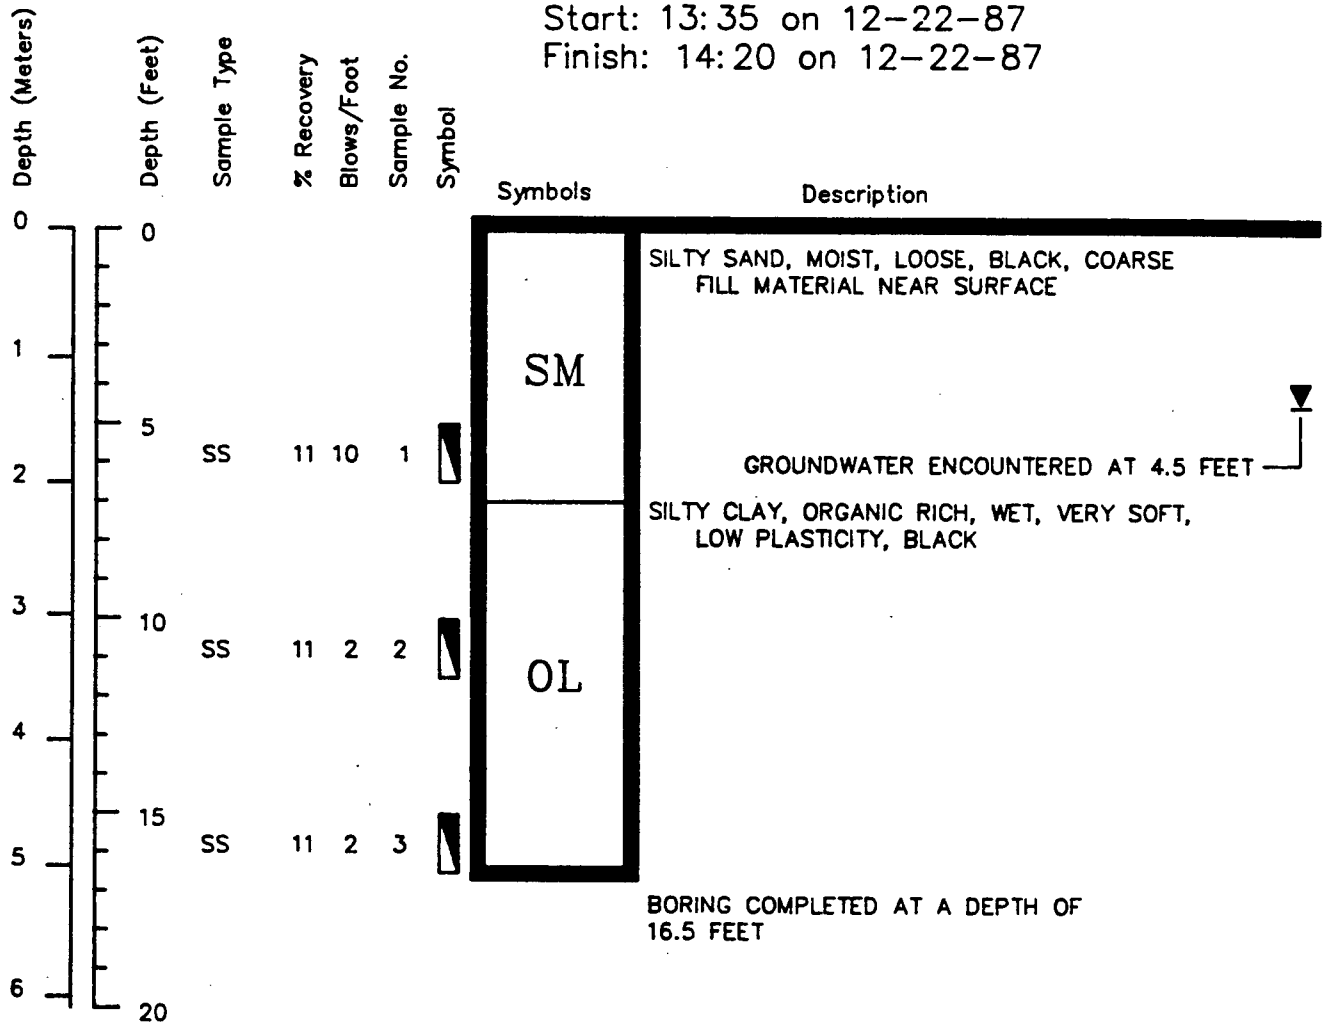 Start: 13:35 on 12-22-87
Finish: 14:20 on 12-22-87
Depth (Meters)
Depth (Feet)
Sample Type
% Recovery
Blows/Foot
Sample No.
Symbol
Symbols
Description
0
0
SILTY SAND, MOIST, LOOSE, BLACK, COARSE
FILL MATERIAL NEAR SURFACE
1
SM
5
SS 11 10 1
2
GROUNDWATER ENCOUNTERED AT 4.5 FEET
SILTY CLAY, ORGANIC RICH, WET, VERY SOFT,
LOW PLASTICITY, BLACK
3
10
SS 11 2 2
OL
4
15
SS 11 2 3
5
BORING COMPLETED AT A DEPTH OF
16.5 FEET
6
20